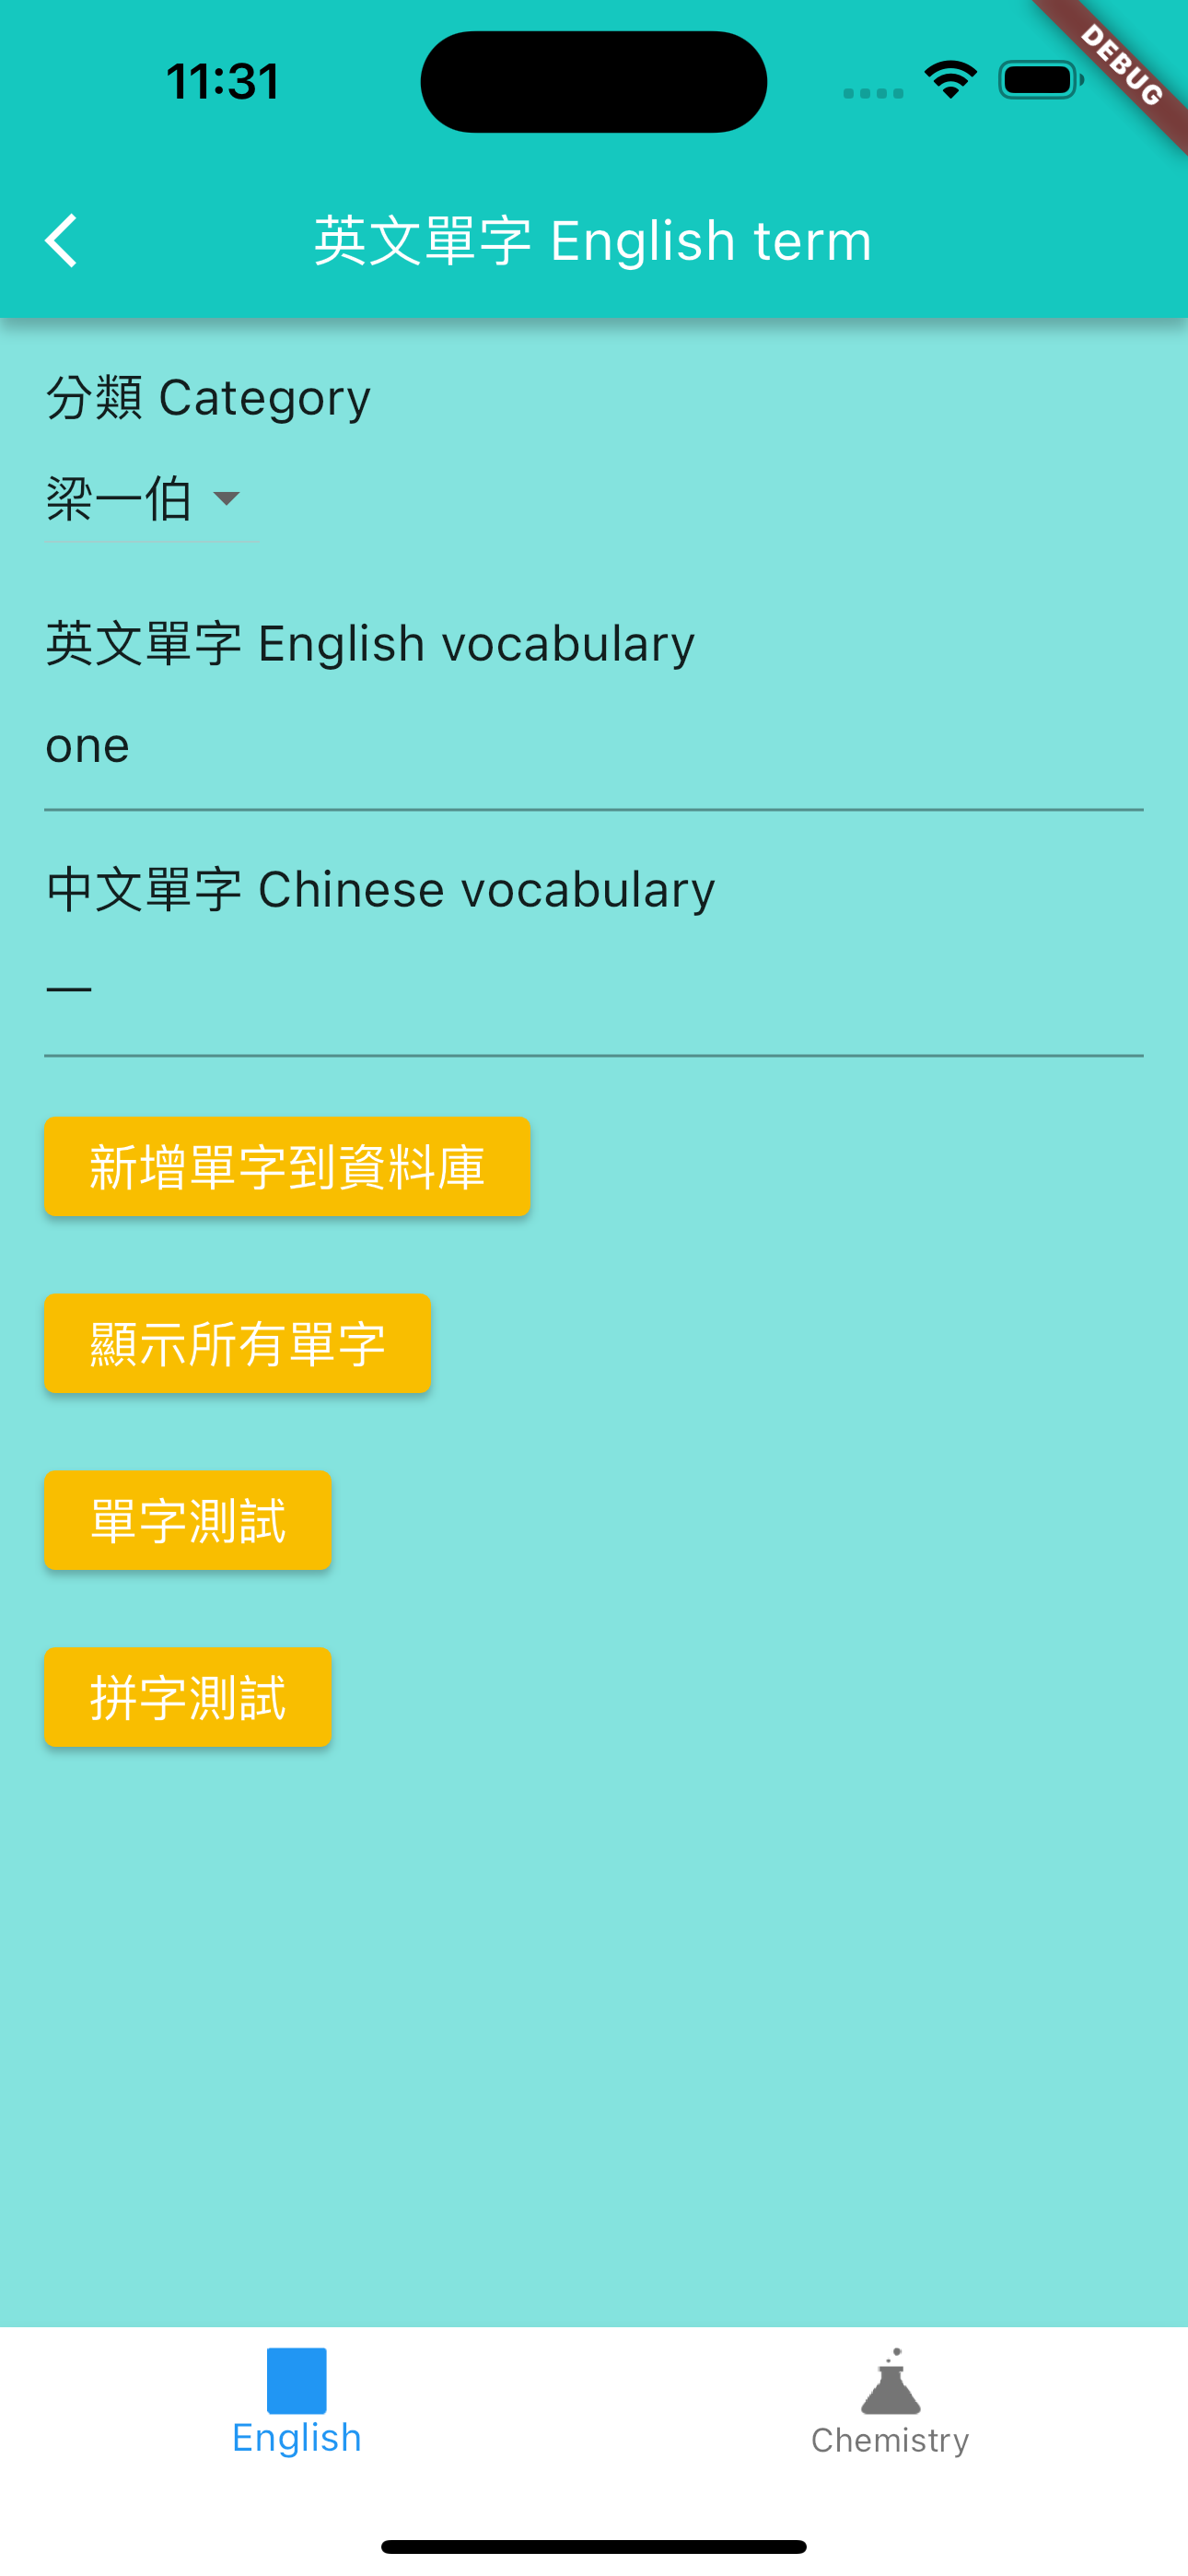 11:31
DEBUG
英文單字 English term
分類 Category
梁一伯
英文單字 English vocabulary
one
中文單字 Chinese vocabulary
一
新增單字到資料庫
顯示所有單字
單字測試
拼字測試
English
Chemistry